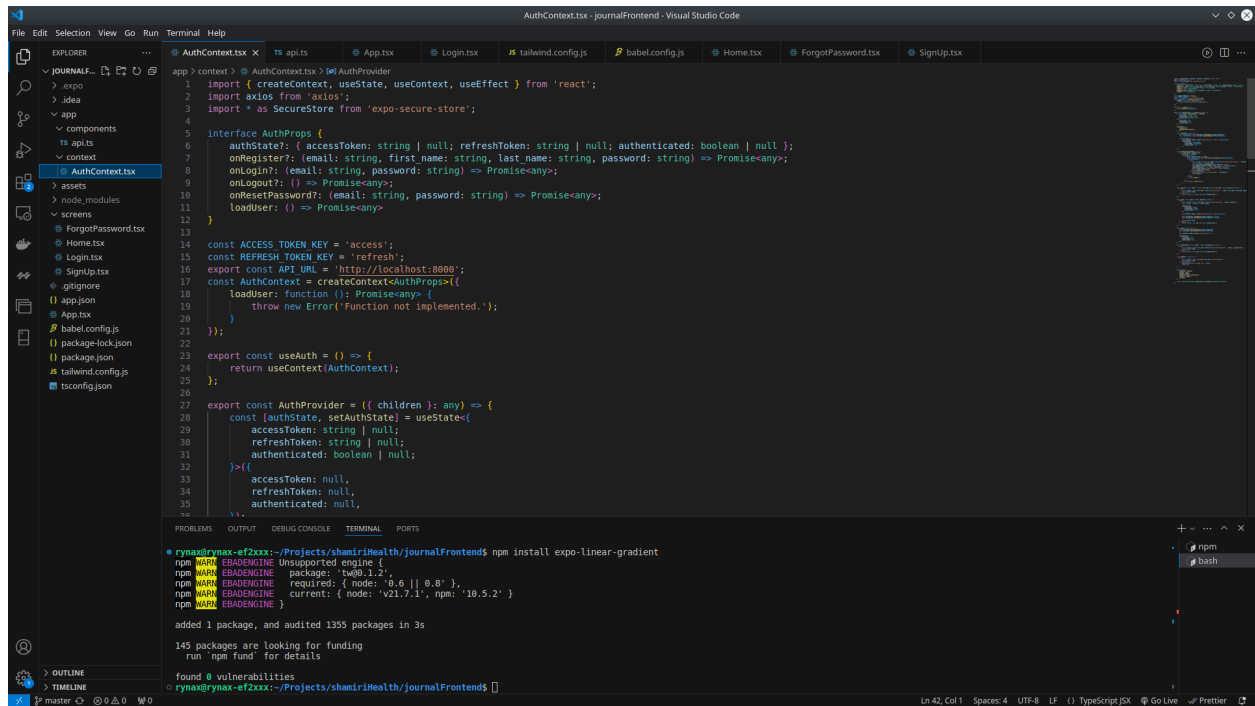 AuthContext.tsx - journalFrontend - Visual Studio Code
File Edit Selection View Go Run Terminal Help
EXPLORER
JOURNALF...
.expo
.idea
app
components
TS api.ts
context
AuthContext.tsx
assets
node_modules
screens
ForgotPassword.tsx
Home.tsx
Login.tsx
SignUp.tsx
.gitignore
{} app.json
App.tsx
babel.config.js
{} package-lock.json
{} package.json
JS tailwind.config.js
tsconfig.json
OUTLINE
TIMELINE
AuthContext.tsx TS api.ts App.tsx Login.tsx JS tailwind.config.js babel.config.js Home.tsx ForgotPassword.tsx SignUp.tsx
app > context > AuthContext.tsx > AuthProvider
1 import { createContext, useState, useContext, useEffect } from 'react';
2 import axios from 'axios';
3 import * as SecureStore from 'expo-secure-store';
4
5 interface AuthProps {
6 authState?: { accessToken: string | null; refreshToken: string | null; authenticated: boolean | null };
7 onRegister?: (email: string, first_name: string, last_name: string, password: string) => Promise<any>;
8 onLogin?: (email: string, password: string) => Promise<any>;
9 onLogout?: () => Promise<any>;
10 onResetPassword?: (email: string, password: string) => Promise<any>;
11 loadUser: () => Promise<any>
12 }
13
14 const ACCESS_TOKEN_KEY = 'access';
15 const REFRESH_TOKEN_KEY = 'refresh';
16 export const API_URL = 'http://localhost:8000';
17 const AuthContext = createContext<AuthProps>({
18 loadUser: function (): Promise<any> {
19 throw new Error('Function not implemented.');
20 }
21 });
22
23 export const useAuth = () => {
24 return useContext(AuthContext);
25 };
26
27 export const AuthProvider = ({ children }: any) => {
28 const [authState, setAuthState] = useState<{
29 accessToken: string | null;
30 refreshToken: string | null;
31 authenticated: boolean | null;
32 }>({
33 accessToken: null,
34 refreshToken: null,
35 authenticated: null,
36 });
PROBLEMS OUTPUT DEBUG CONSOLE TERMINAL PORTS
rynax@rynax-ef2xxx:~/Projects/shamiriHealth/journalFrontend$ npm install expo-linear-gradient
npm WARN EBADENGINE Unsupported engine {
npm WARN EBADENGINE package: 'tw@0.1.2',
npm WARN EBADENGINE required: { node: '0.6 || 0.8' },
npm WARN EBADENGINE current: { node: 'v21.7.1', npm: '10.5.2' }
npm WARN EBADENGINE }
added 1 package, and audited 1355 packages in 3s
145 packages are looking for funding
run `npm fund` for details
found 0 vulnerabilities
rynax@rynax-ef2xxx:~/Projects/shamiriHealth/journalFrontend$
npm
bash
master 0 0 0 Ln 42, Col 1 Spaces: 4 UTF-8 LF {} TypeScript JSX Go Live Prettier